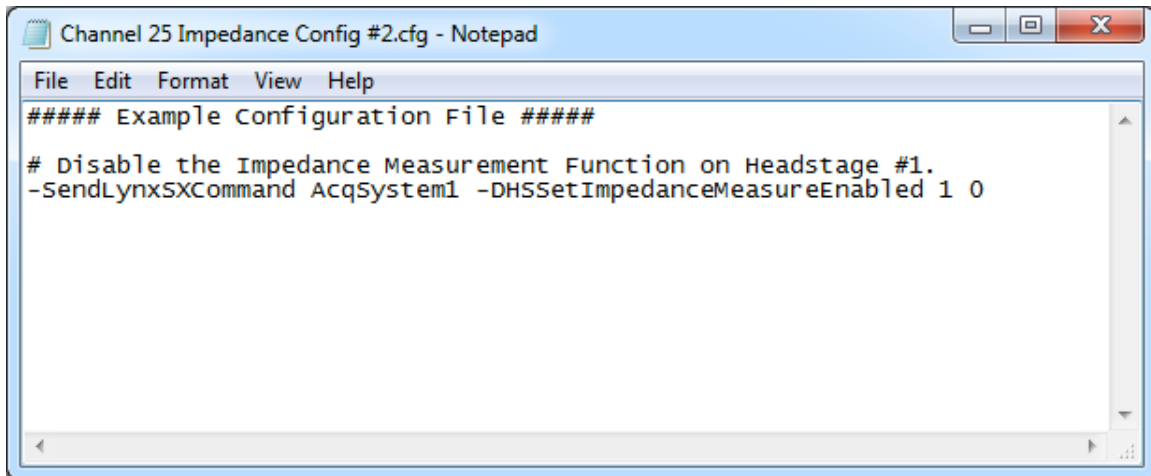 Channel 25 Impedance Config #2.cfg - Notepad
File Edit Format View Help
##### Example Configuration File #####
# Disable the Impedance Measurement Function on Headstage #1.
-SendLynxSXCommand AcqSystem1 -DHSSetImpedanceMeasureEnabled 1 0